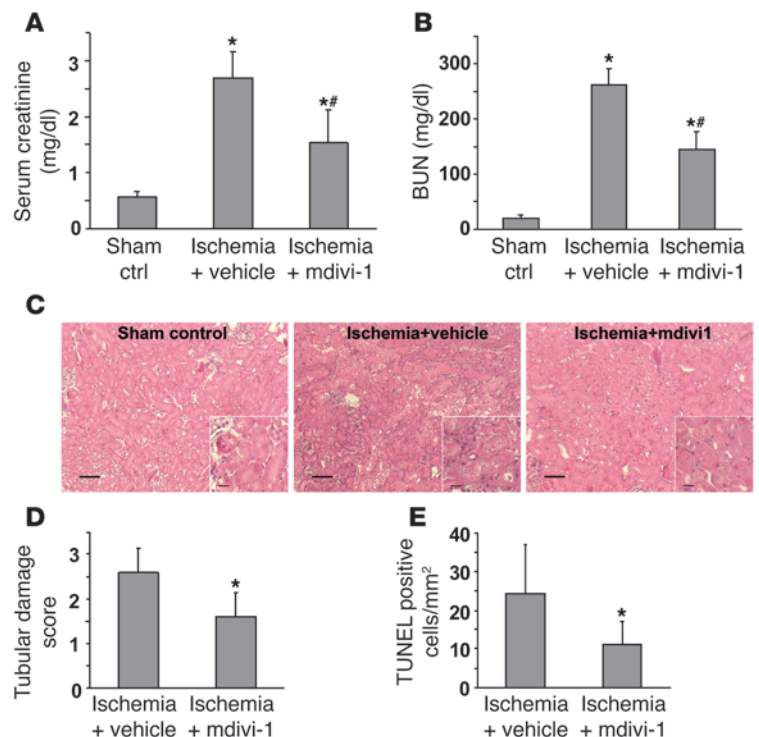 A
Serum creatinine
(mg/dl)
3
2
1
0
*
*#
Sham
ctrl
Ischemia
+ vehicle
Ischemia
+ mdivi-1
B
BUN (mg/dl)
300
200
100
0
*
*#
Sham
ctrl
Ischemia
+ vehicle
Ischemia
+ mdivi-1
C
Sham control
Ischemia+vehicle
Ischemia+mdivi1
D
Tubular damage
score
3
2
1
0
*
Ischemia
+ vehicle
Ischemia
+ mdivi-1
E
TUNEL positive
cells/mm²
40
30
20
10
0
*
Ischemia
+ vehicle
Ischemia
+ mdivi-1